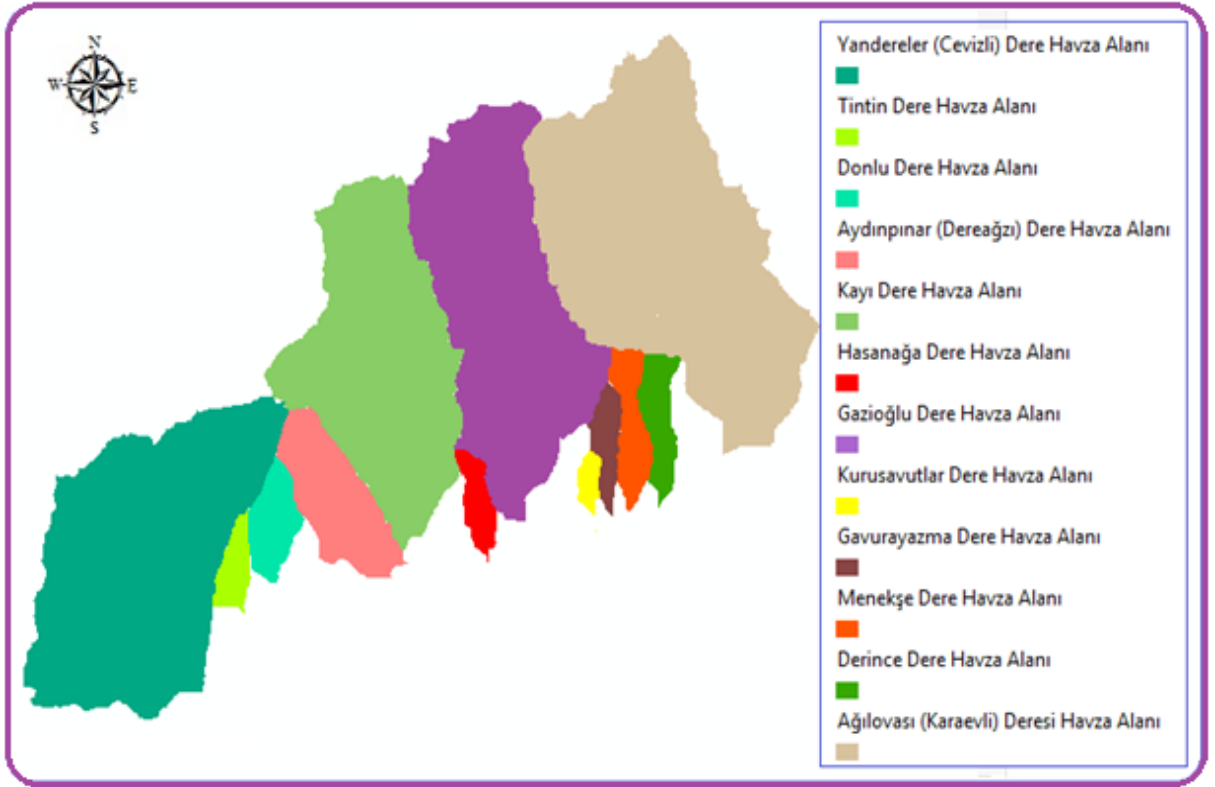 N
W E
S
Yandereler (Cevizli) Dere Havza Alanı
Tintin Dere Havza Alanı
Donlu Dere Havza Alanı
Aydınpınar (Dereağzı) Dere Havza Alanı
Kayı Dere Havza Alanı
Hasanağa Dere Havza Alanı
Gazioğlu Dere Havza Alanı
Kurusavutlar Dere Havza Alanı
Gavurayazma Dere Havza Alanı
Menekşe Dere Havza Alanı
Derince Dere Havza Alanı
Ağılovası (Karaevli) Deresi Havza Alanı